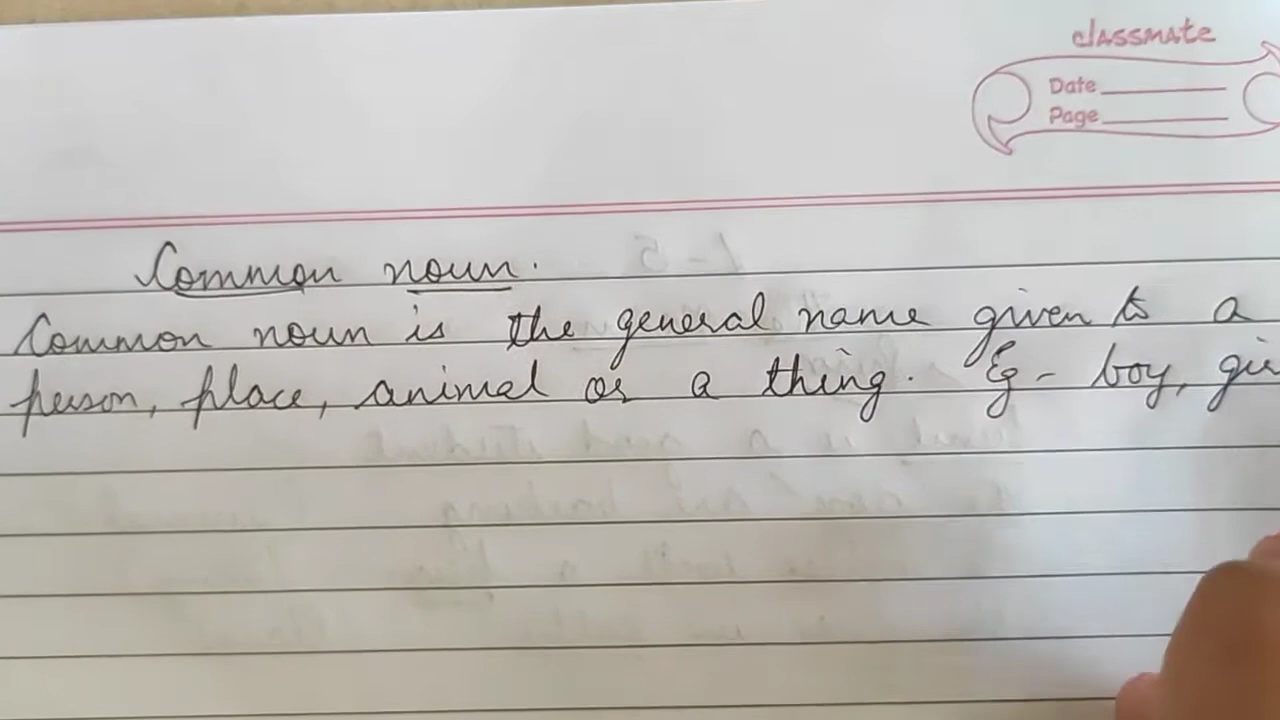 classmate
Date
Page
Common noun.
Common noun is the general name given to a
person, place, animal or a thing. Eg - boy,